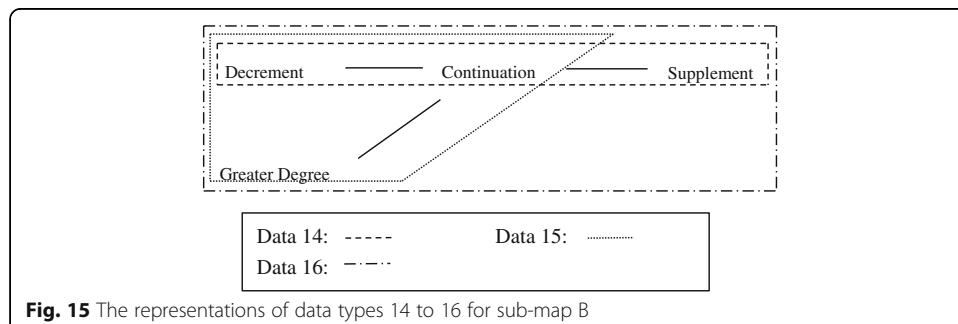 Decrement Continuation Supplement
Greater Degree
Data 14: Data 15:
Data 16:
Fig. 15 The representations of data types 14 to 16 for sub-map B